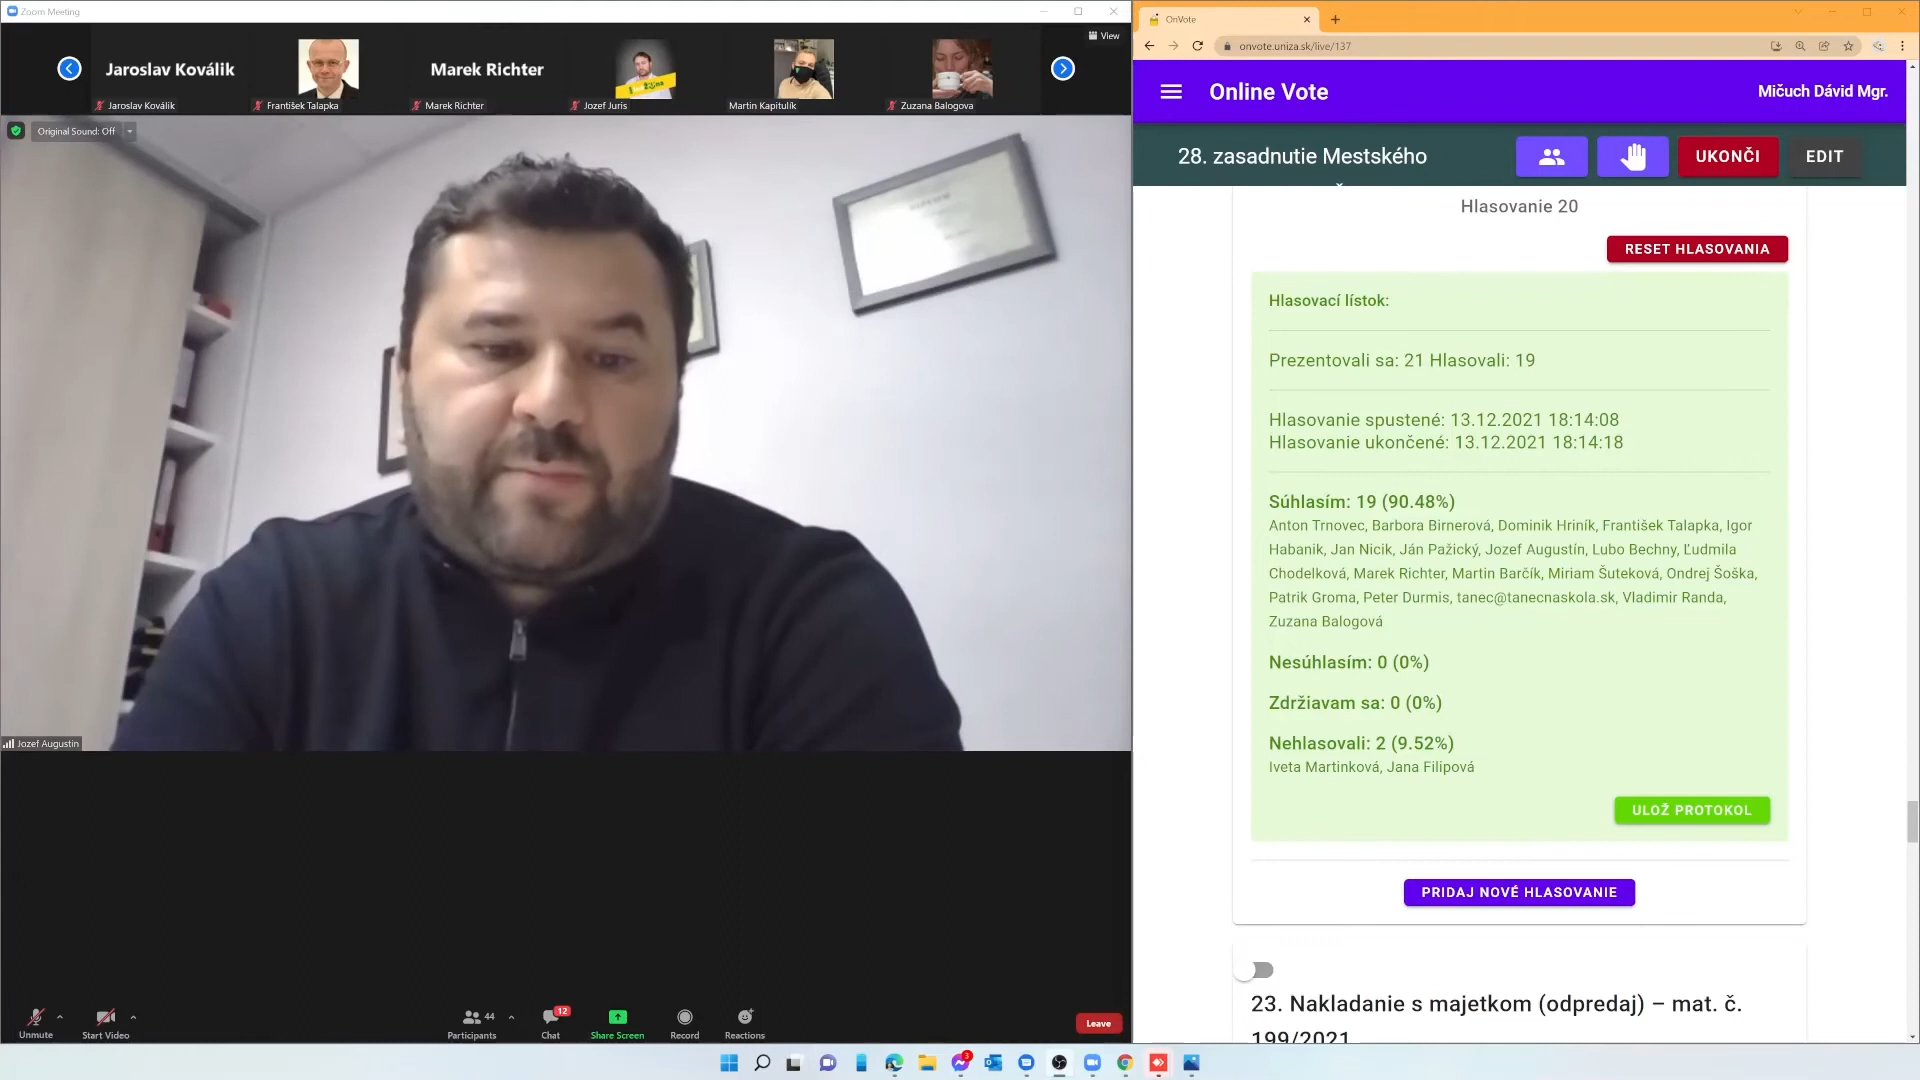 Zoom Meeting
View
Jaroslav Koválik
Marek Richter
Jaroslav Koválik
František Talapka
Marek Richter
Jozef Juris
Martin Kapitulík
Zuzana Balogova
Original Sound: Off
Jozef Augustin
Unmute
Start Video
44
Participants
12
Chat
Share Screen
Record
Reactions
Leave
OnVote
onvote.uniza.sk/live/137
Online Vote
Mičuch Dávid Mgr.
28. zasadnutie Mestského
UKONČI
EDIT
Hlasovanie 20
RESET HLASOVANIA
Hlasovací lístok:
Prezentovali sa: 21 Hlasovali: 19
Hlasovanie spustené: 13.12.2021 18:14:08
Hlasovanie ukončené: 13.12.2021 18:14:18
Súhlasím: 19 (90.48%)
Anton Trnovec, Barbora Birnerová, Dominik Hriník, František Talapka, Igor
Habanik, Jan Nicik, Ján Pažický, Jozef Augustín, Lubo Bechny, Ľudmila
Chodelková, Marek Richter, Martin Barčík, Miriam Šuteková, Ondrej Šoška,
Patrik Groma, Peter Durmis, tanec@tanecnaskola.sk, Vladimir Randa,
Zuzana Balogová
Nesúhlasím: 0 (0%)
Zdržiavam sa: 0 (0%)
Nehlasovali: 2 (9.52%)
Iveta Martinková, Jana Filipová
ULOŽ PROTOKOL
PRIDAJ NOVÉ HLASOVANIE
23. Nakladanie s majetkom (odpredaj) – mat. č.
199/2021
3